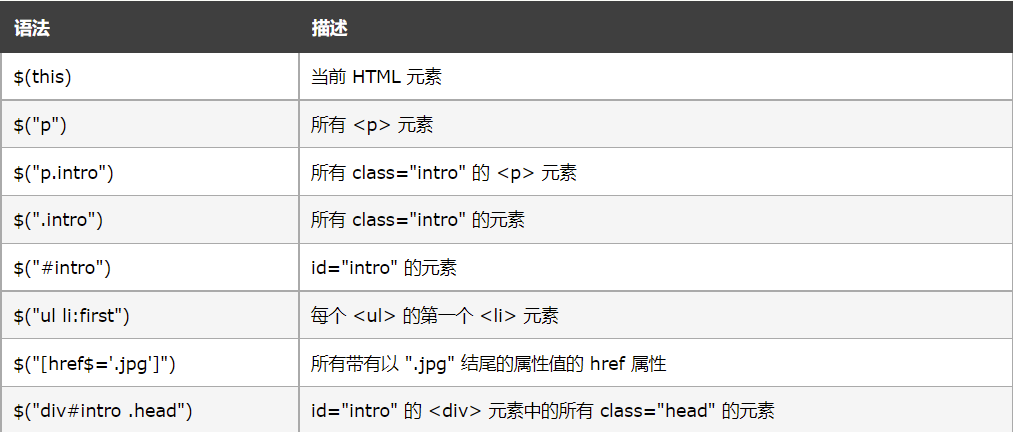 语法 描述
$(this) 当前 HTML 元素
$("p") 所有 <p> 元素
$("p.intro") 所有 class="intro" 的 <p> 元素
$(".intro") 所有 class="intro" 的元素
$("#intro") id="intro" 的元素
$("ul li:first") 每个 <ul> 的第一个 <li> 元素
$("[href$='.jpg']") 所有带有以 ".jpg" 结尾的属性值的 href 属性
$("div#intro .head") id="intro" 的 <div> 元素中的所有 class="head" 的元素